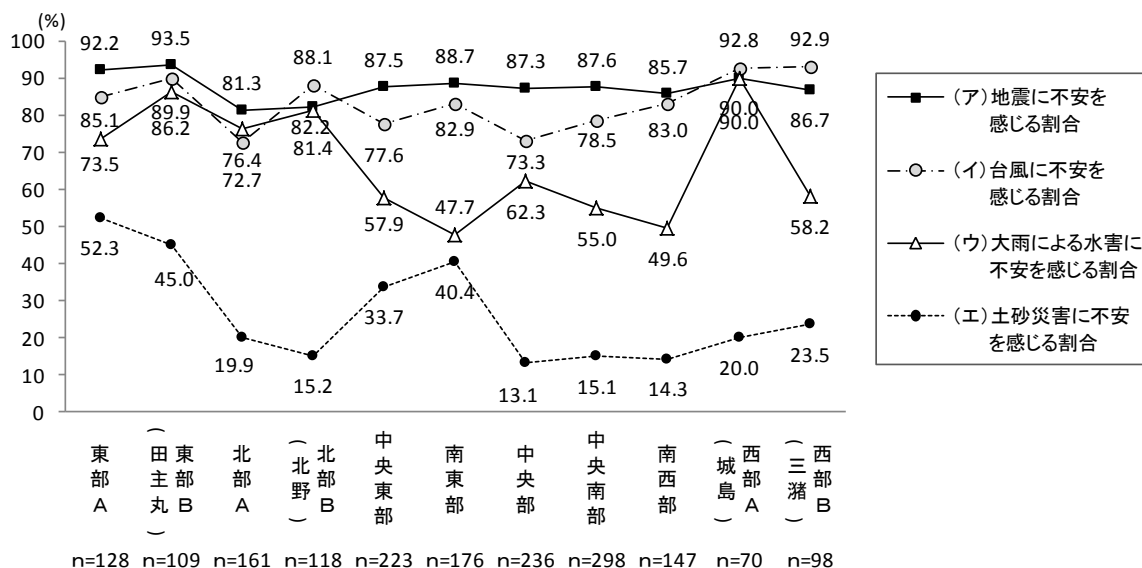 (%)
100
90
80
70
60
50
40
30
20
10
0
92.2 93.5 81.3 88.1 87.5 88.7 87.3 87.6 85.7 92.8 92.9
85.1 89.9 76.4 82.2 77.6 82.9 73.3 78.5 83.0 90.0 86.7
73.5 86.2 72.7 81.4 57.9 47.7 62.3 55.0 49.6 90.0 58.2
52.3 45.0 19.9 15.2 33.7 40.4 13.1 15.1 14.3 20.0 23.5
東部A
東部B
(田主丸)
北部A
北部B
(北野)
中央東部
南東部
中央部
中央南部
南西部
西部A
(城島)
西部B
(三潴)
n=128 n=109 n=161 n=118 n=223 n=176 n=236 n=298 n=147 n=70 n=98
(ア)地震に不安を
感じる割合
(イ)台風に不安を
感じる割合
(ウ)大雨による水害に
不安を感じる割合
(エ)土砂災害に不安
を感じる割合